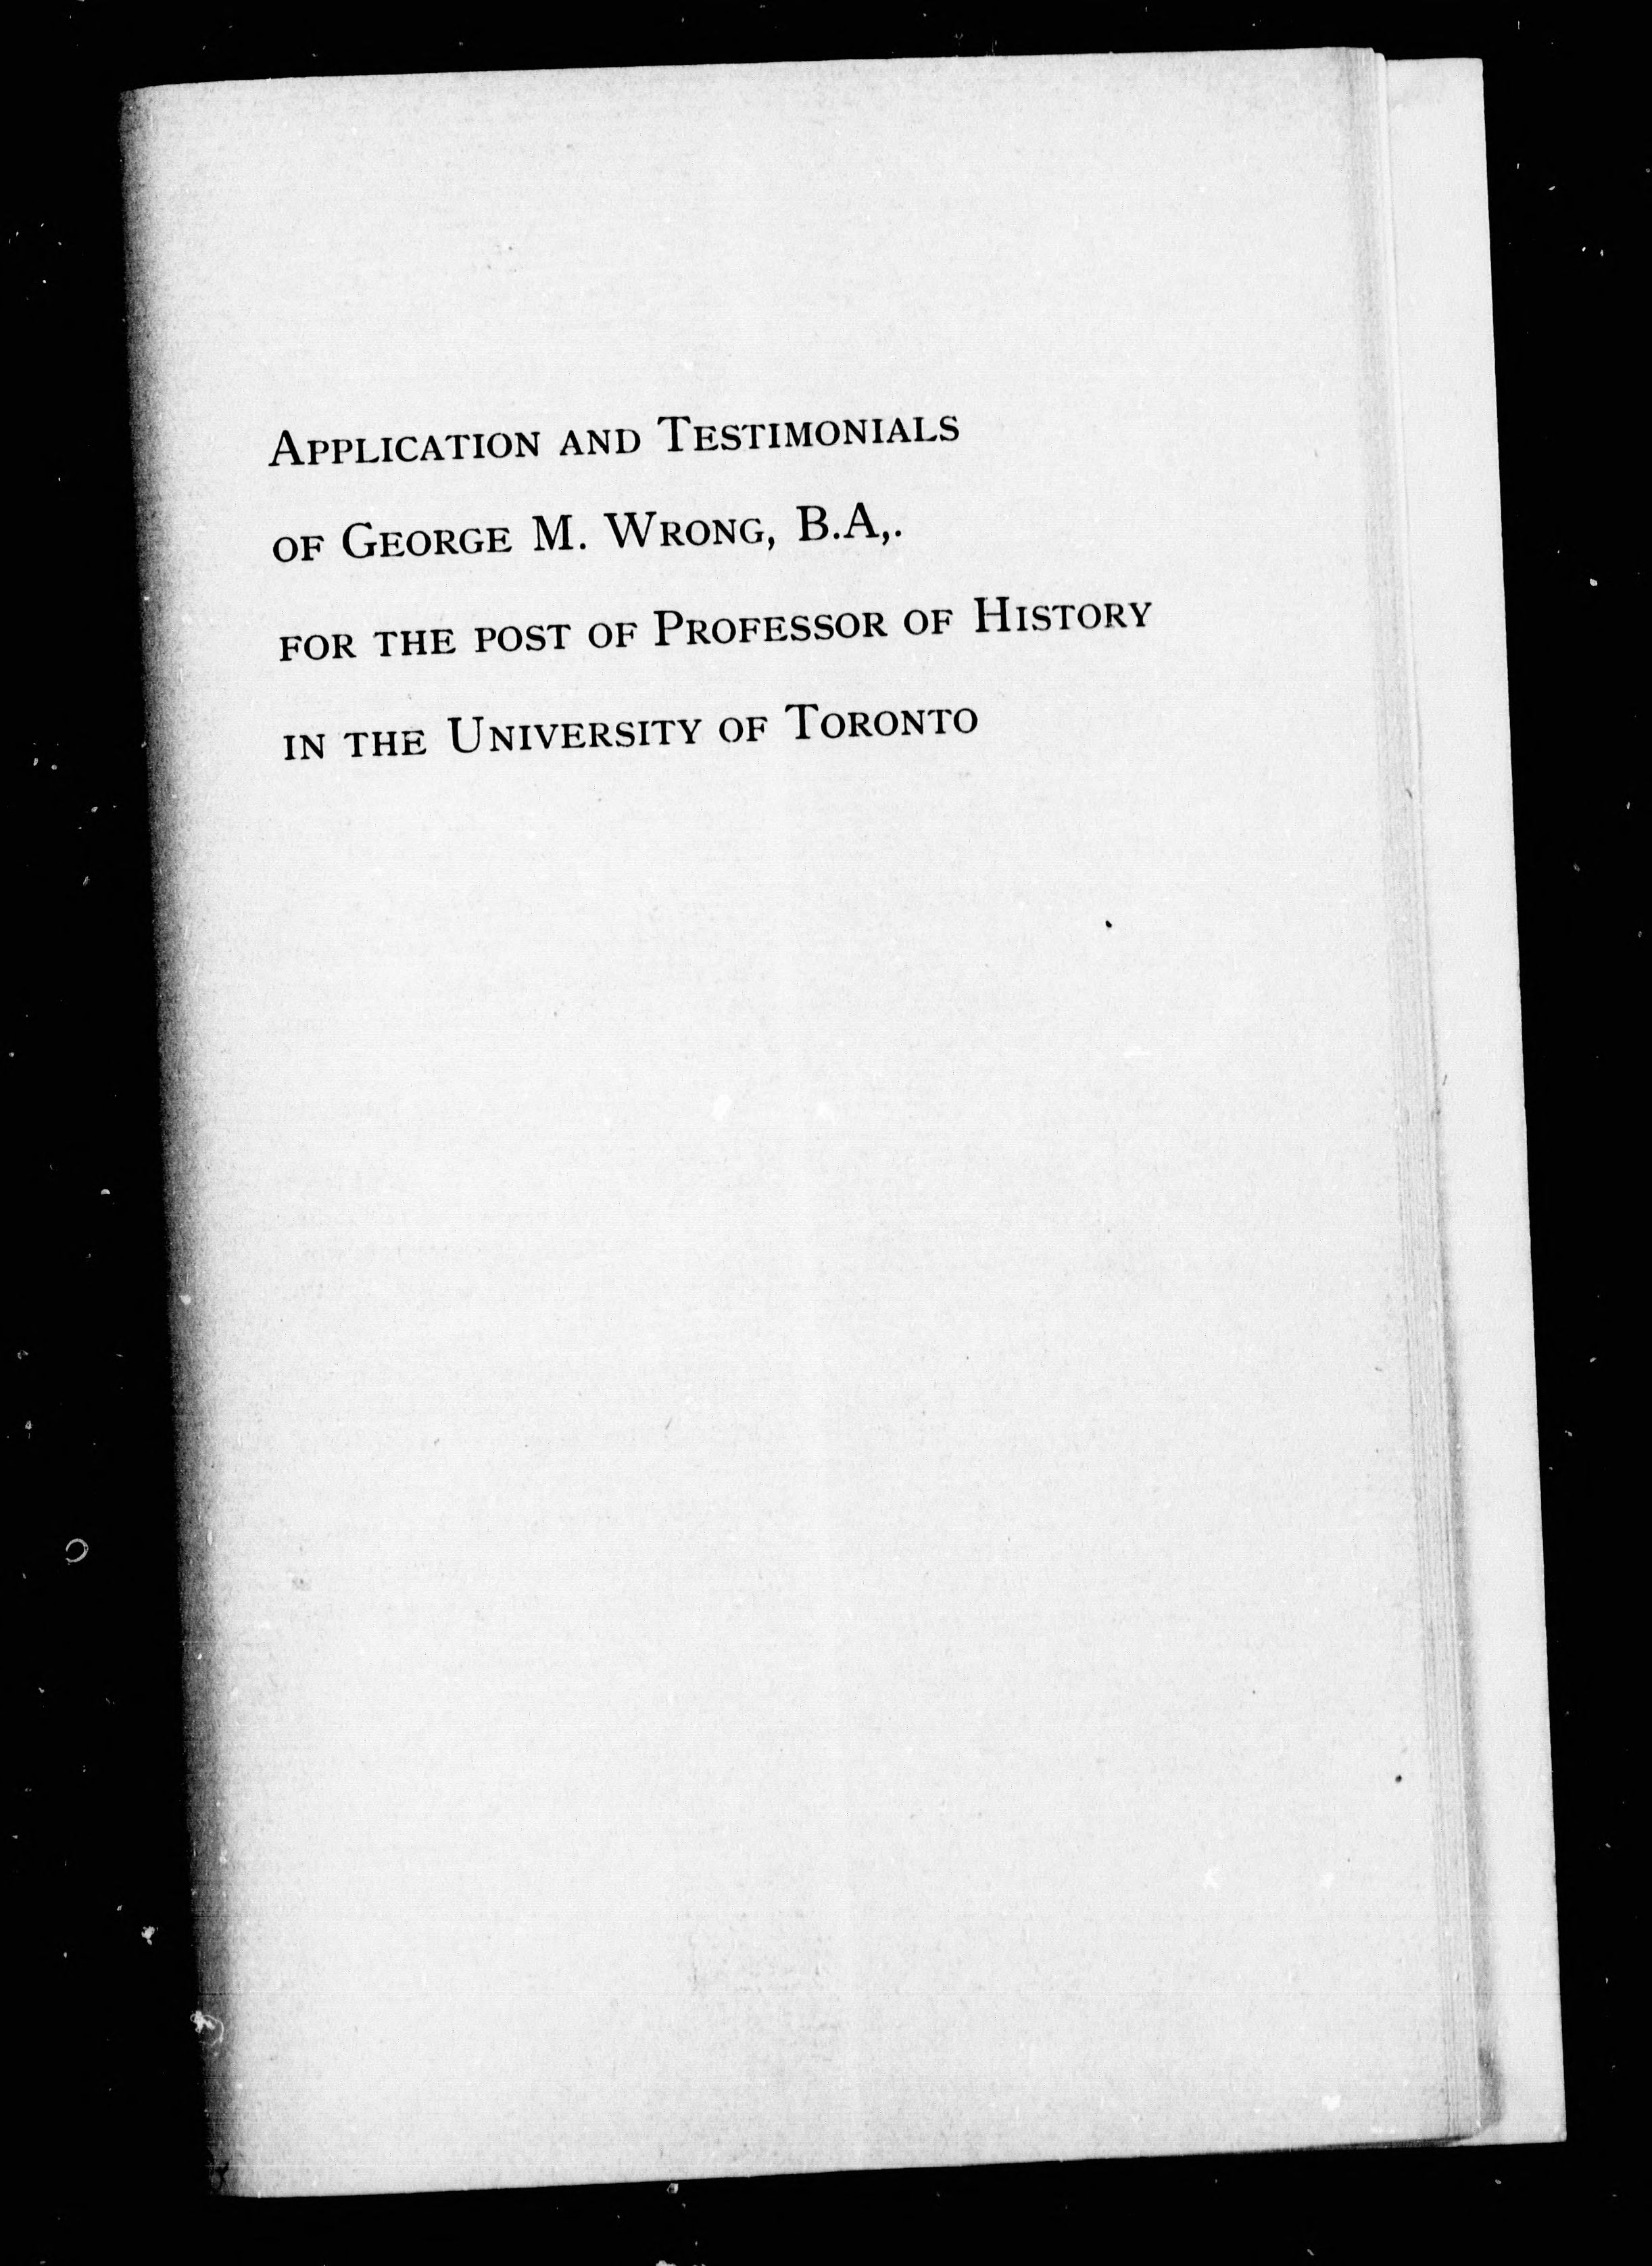 Application and Testimonials
of George M. Wrong, B.A,.
for the post of Professor of History
in the University of Toronto